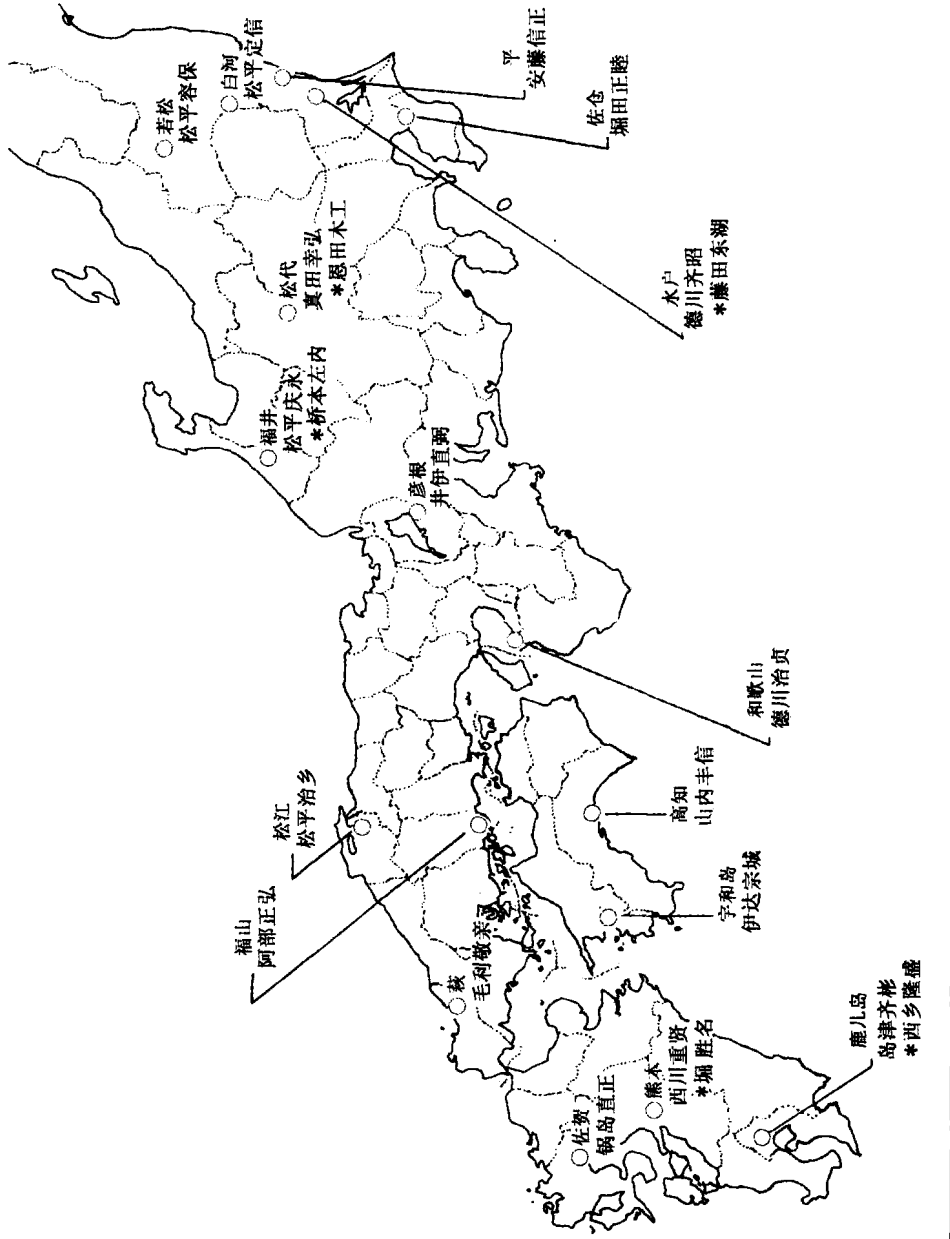 若松
松平容保
白河
松平定信
平
安藤信正
佐仓
堀田正睦
水户
德川齐昭
*藤田东湖
松代
真田幸弘
*恩田木工
福井
松平庆永
*桥本左内
彦根
井伊直弼
和歌山
德川治贞
松江
松平治乡
福山
阿部正弘
高知
山内丰信
宇和岛
伊达宗城
萩
毛利敬亲
佐贺
锅岛直正
熊本
西川重贤
*堀胜名
鹿儿岛
岛津齐彬
*西乡隆盛